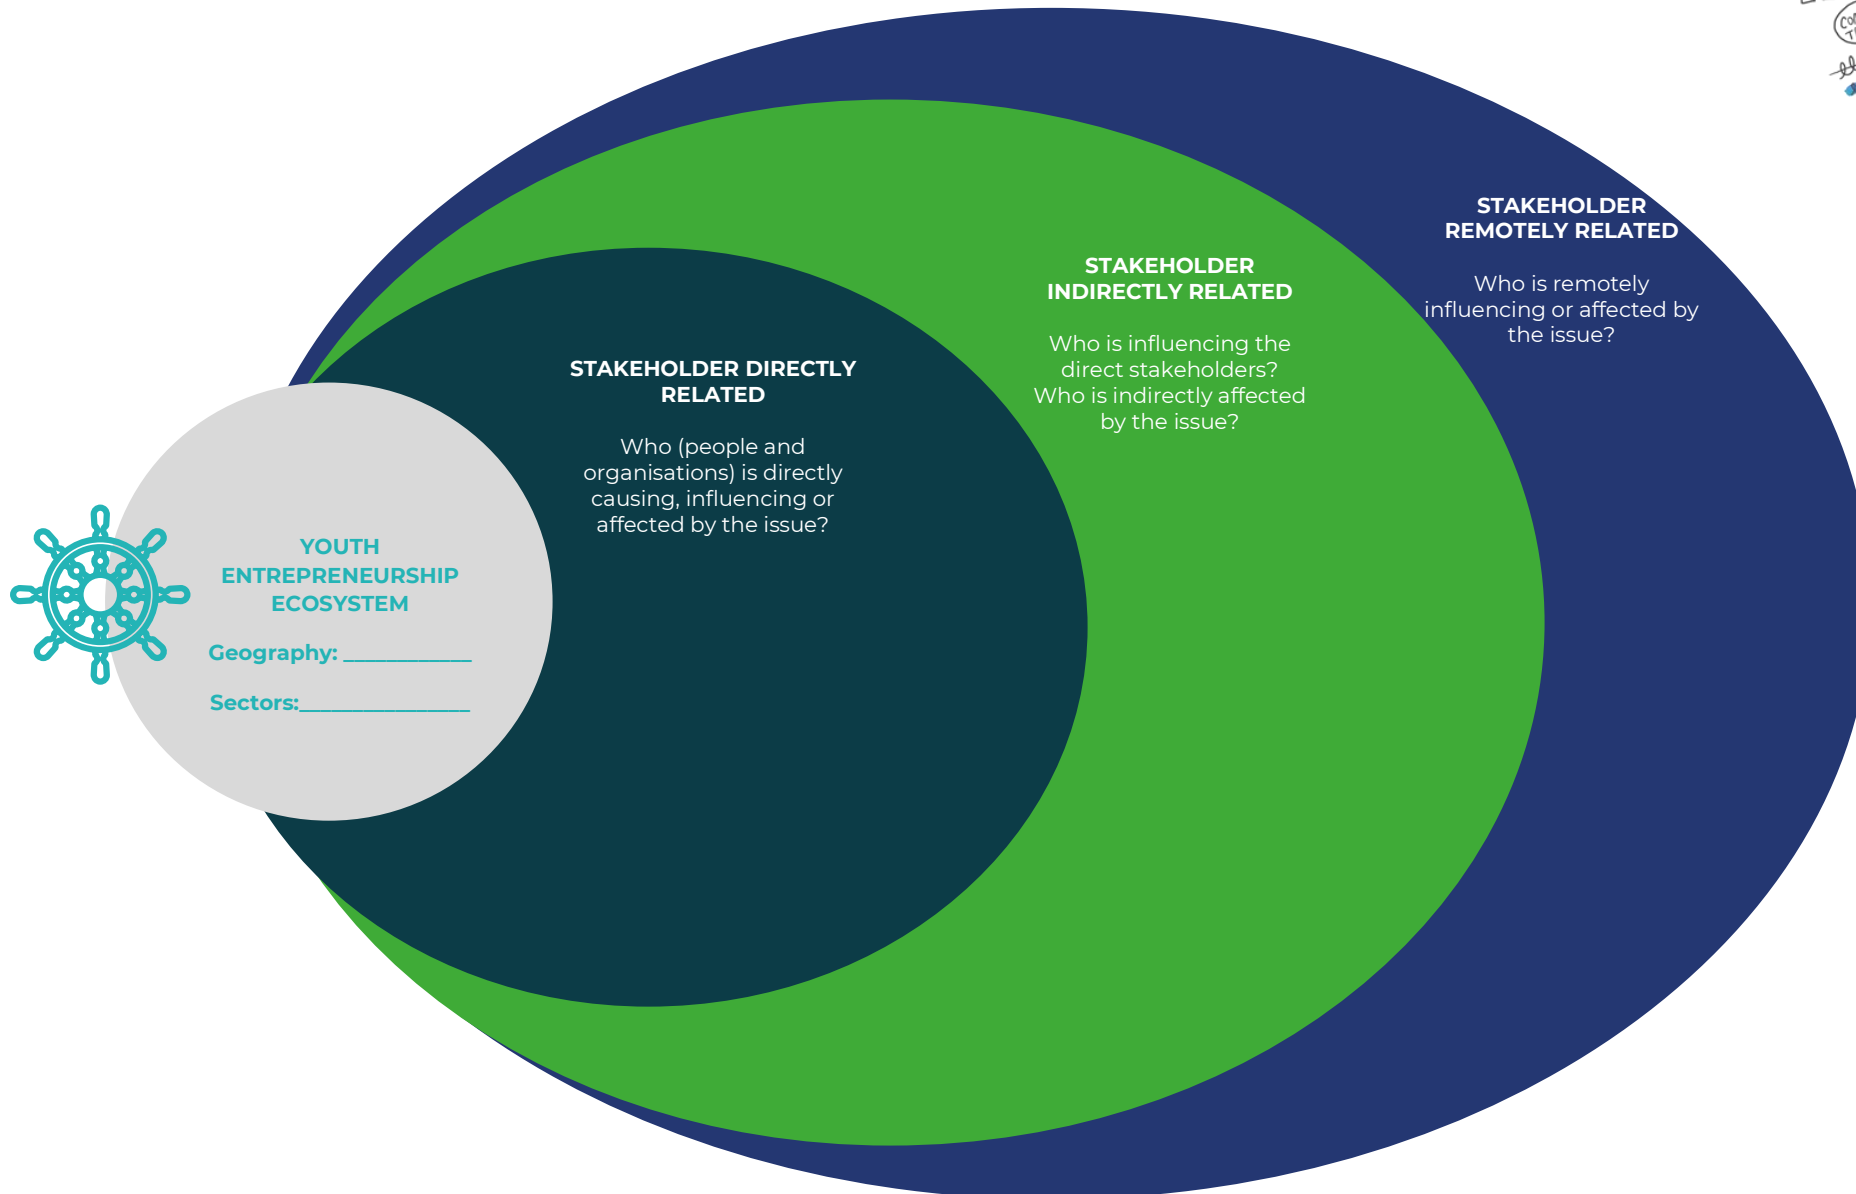 YOUTH
ENTREPRENEURSHIP
ECOSYSTEM
Geography: ____________
Sectors:________________
STAKEHOLDER DIRECTLY
RELATED
Who (people and
organisations) is directly
causing, influencing or
affected by the issue?
STAKEHOLDER
INDIRECTLY RELATED
Who is influencing the
direct stakeholders?
Who is indirectly affected
by the issue?
STAKEHOLDER
REMOTELY RELATED
Who is remotely
influencing or affected by
the issue?